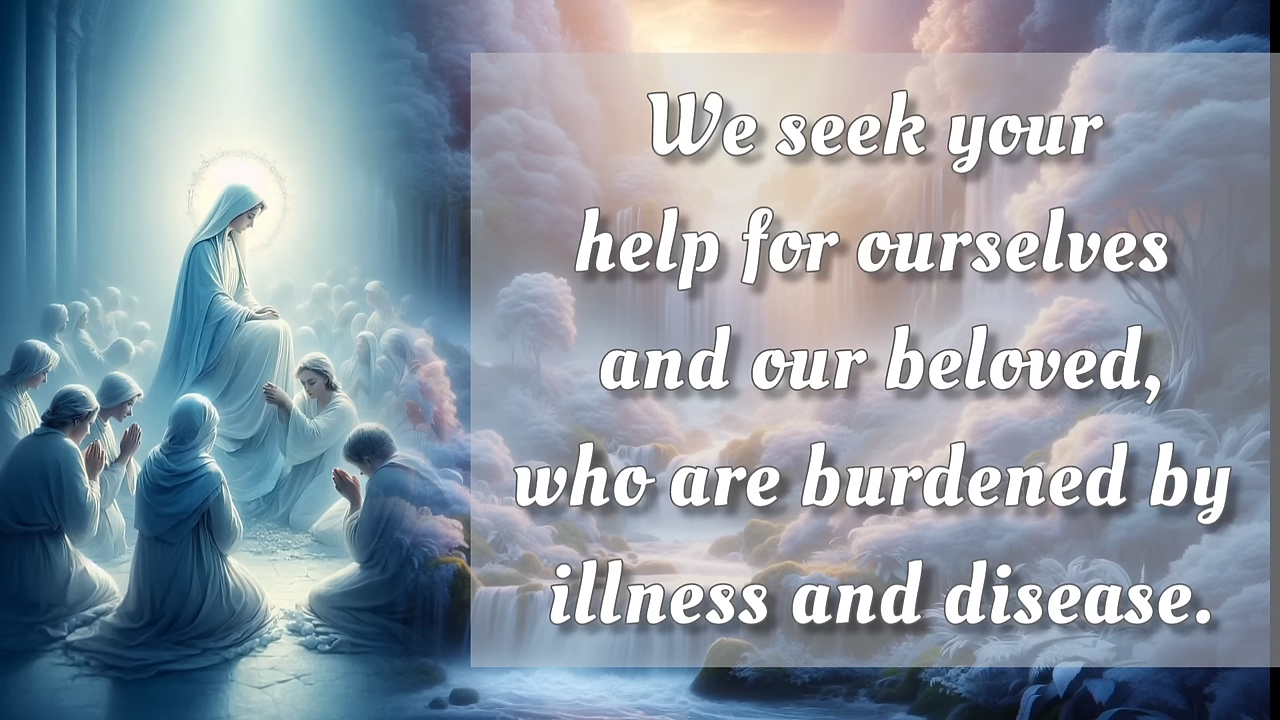 We seek your
help for ourselves
and our beloved,
who are burdened by
illness and disease.